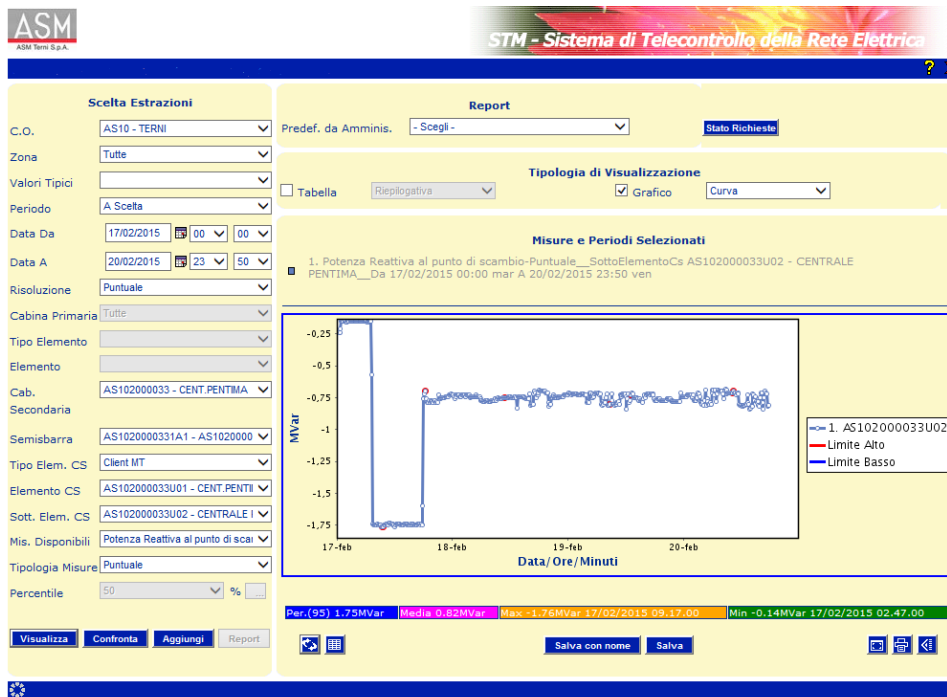 ASM
ASM Terni S.p.A.
STM - Sistema di Telecontrollo della Rete Elettrica
?
Scelta Estrazioni
C.O. AS10 - TERNI
Zona Tutte
Valori Tipici
Periodo A Scelta
Data Da 17/02/2015 00 00
Data A 20/02/2015 23 50
Risoluzione Puntuale
Cabina Primaria Tutte
Tipo Elemento
Elemento
Cab. Secondaria AS102000033 - CENT.PENTIMA
Semisbarra AS1020000331A1 - AS1020000
Tipo Elem. CS Client MT
Elemento CS AS102000033U01 - CENT.PENTI
Sott. Elem. CS AS102000033U02 - CENTRALE
Mis. Disponibili Potenza Reattiva al punto di scar
Tipologia Misure Puntuale
Percentile 50 % ...
Visualizza Confronta Aggiungi Report
Report
Predef. da Amminis. - Scegli - Stato Richieste
Tipologia di Visualizzazione
Tabella Riepilogativa Grafico Curva
Misure e Periodi Selezionati
1. Potenza Reattiva al punto di scambio-Puntuale__SottoElementoCs AS102000033U02 - CENTRALE
PENTIMA__Da 17/02/2015 00:00 mar A 20/02/2015 23:50 ven
MVar
-0,25
-0,5
-0,75
-1
-1,25
-1,5
-1,75
17-feb 18-feb 19-feb 20-feb
Data/Ore/Minuti
1. AS102000033U02
Limite Alto
Limite Basso
Per.(95) 1.75MVar Media 0.82MVar Max -1.76MVar 17/02/2015 09.17.00 Min -0.14MVar 17/02/2015 02.47.00
Salva con nome Salva